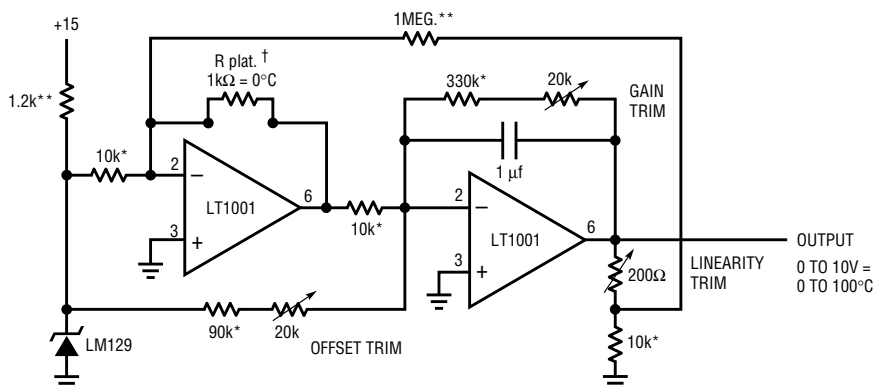 1MEG.**
+15
R plat. †
1kΩ = 0°C
330k*
20k
GAIN
TRIM
1.2k**
1 µf
10k*
2
−
LT1001
6
3
+
10k*
2
−
LT1001
6
3
+
OUTPUT
0 TO 10V =
0 TO 100°C
200Ω
LINEARITY
TRIM
90k*
20k
OFFSET TRIM
LM129
10k*